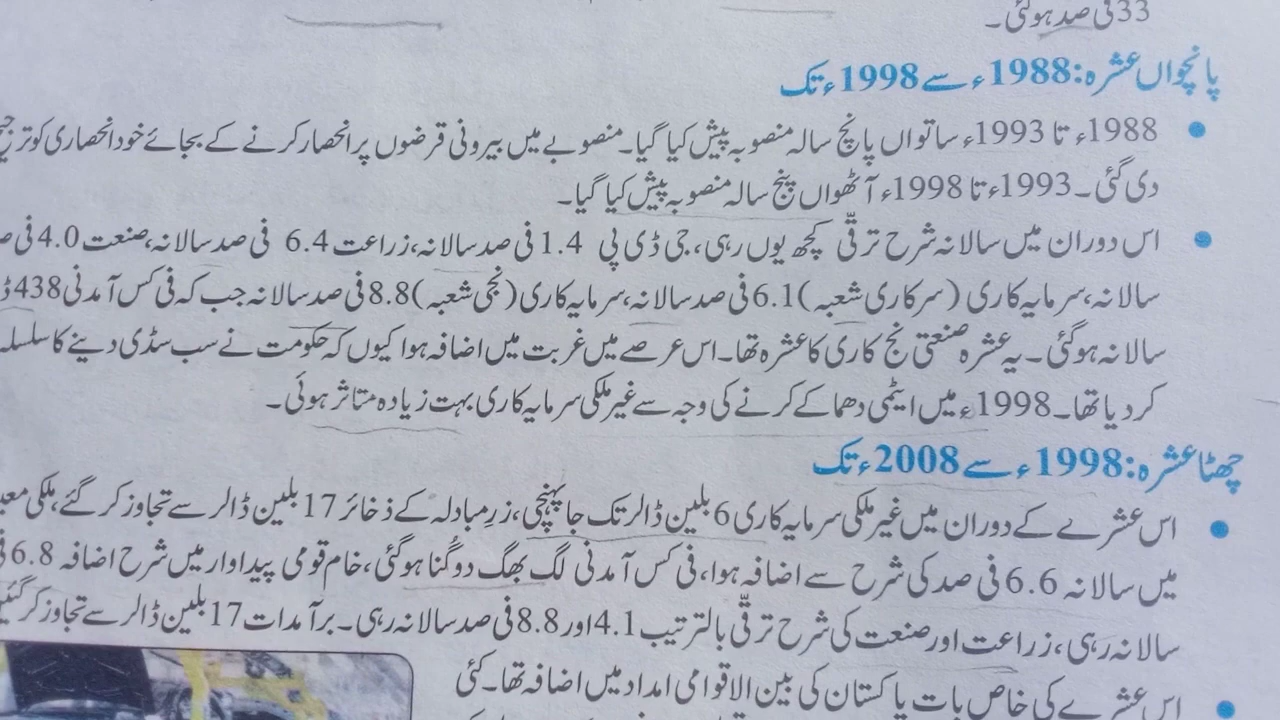 33 فی صد ہوگئی۔
پانچواں عشرہ: 1988ء سے 1998ء تک
1988ء تا 1993ء ساتواں پانچ سالہ منصوبہ پیش کیا گیا۔ منصوبے میں بیرونی قرضوں پر انحصار کرنے کے بجائے خود انحصاری کو
دی گئی۔ 1993ء تا 1998ء آٹھواں پنج سالہ منصوبہ پیش کیا گیا۔
اس دوران میں سالانہ شرح ترقّی کچھ یوں رہی، جی ڈی پی 1.4 فی صد سالانہ، زراعت 6.4 فی صد سالانہ، صنعت 4.0 فی
سالانہ، سرمایہ کاری (سرکاری شعبہ) 6.1 فی صد سالانہ، سرمایہ کاری (نجی شعبہ) 8.8 فی صد سالانہ جب کہ فی کس آمدنی 438
سالانہ ہوگئی۔ یہ عشرہ صنعتی نج کاری کا عشرہ تھا۔ اس عرصے میں غربت میں اضافہ ہوا کیوں کہ حکومت نے سب سڈی دینے کا سلسلہ
کر دیا تھا۔ 1998ء میں ایٹمی دھماکے کرنے کی وجہ سے غیر ملکی سرمایہ کاری بہت زیادہ متاثر ہوئی۔
چھٹا عشرہ: 1998ء سے 2008ء تک
اس عشرے کے دوران میں غیر ملکی سرمایہ کاری 6 بلین ڈالر تک جا پہنچی، زرِ مبادلہ کے ذخائر 17 بلین ڈالر سے تجاوز کر گئے، ملکی
میں سالانہ 6.6 فی صد کی شرح سے اضافہ ہوا، فی کس آمدنی لگ بھگ دوگُنا ہوگئی، خام قومی پیداوار میں شرح اضافہ 6.8
سالانہ رہی، زراعت اور صنعت کی شرح ترقّی بالترتیب 4.1 اور 8.8 فی صد سالانہ رہی۔ برآمدات 17 بلین ڈالر سے تجاوز کر گئیں
اس عشرے کی خاص بات پاکستان کی بین الاقوامی امداد میں اضافہ تھا۔ کئی